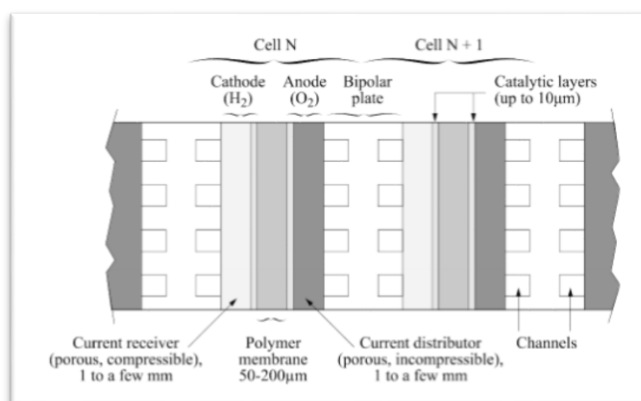 Cell N
Cell N + 1
Cathode
(H₂)
Anode
(O₂)
Bipolar
plate
Catalytic layers
(up to 10µm)
Current receiver
(porous, compressible),
1 to a few mm
Polymer
membrane
50-200µm
Current distributor
(porous, incompressible),
1 to a few mm
Channels